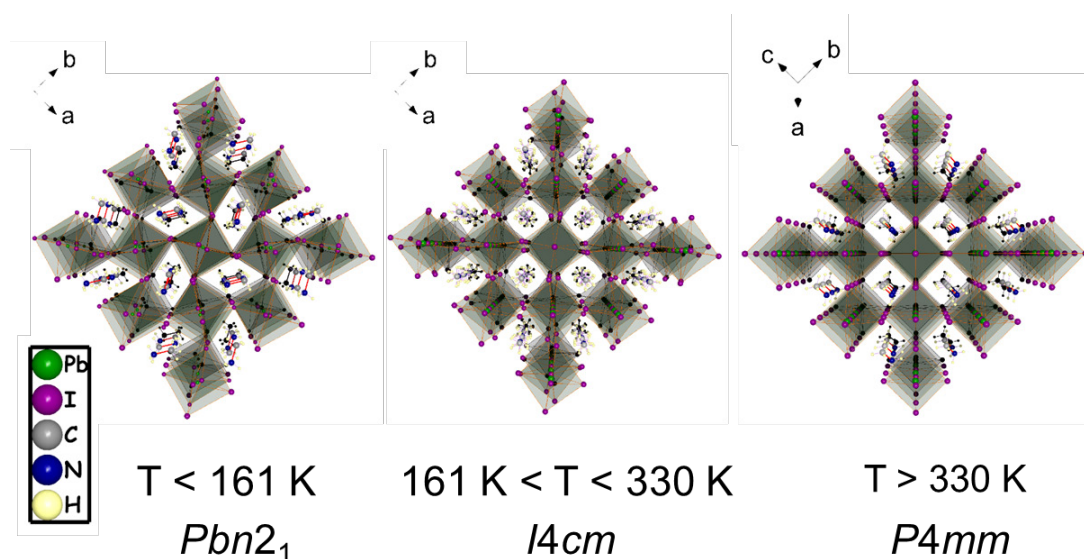 b
a
b
a
c
b
a
Pb
I
C
N
H
T < 161 K
161 K < T < 330 K
T > 330 K
Pbn2₁
I4cm
P4mm